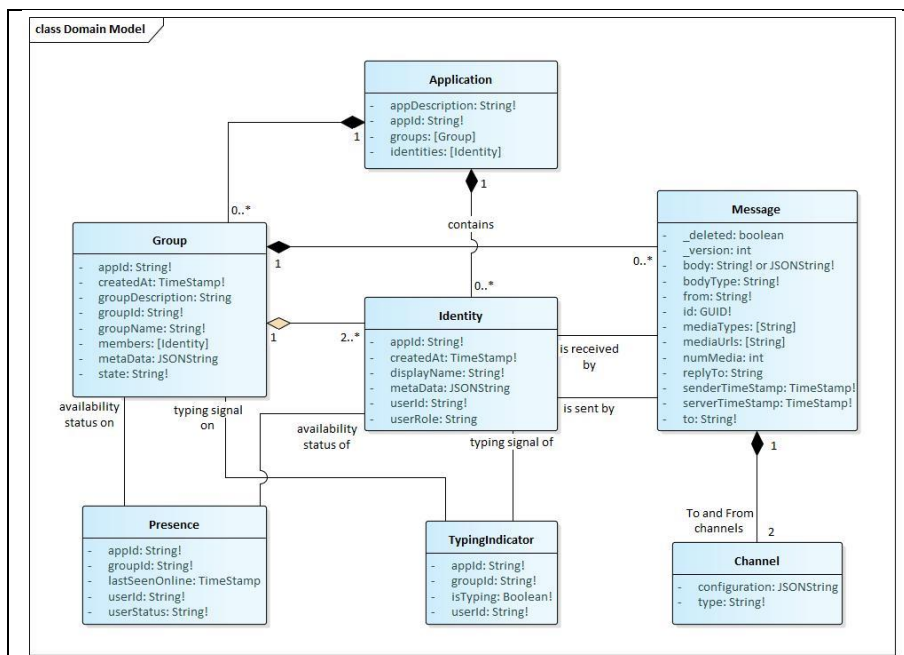 class Domain Model
Application
- appDescription: String!
- appId: String!
- groups: [Group]
- identities: [Identity]
1
1
0..*
contains
0..*
Group
- appId: String!
- createdAt: TimeStamp!
- groupDescription: String
- groupId: String!
- groupName: String!
- members: [Identity]
- metaData: JSONString
- state: String!
1
0..*
1
2..*
Message
- _deleted: boolean
- _version: int
- body: String! or JSONString!
- bodyType: String!
- from: String!
- id: GUID!
- mediaTypes: [String]
- mediaUrls: [String]
- numMedia: int
- replyTo: String
- senderTimeStamp: TimeStamp!
- serverTimeStamp: TimeStamp!
- to: String!
Identity
- appId: String!
- createdAt: TimeStamp!
- displayName: String!
- metaData: JSONString
- userId: String!
- userRole: String
is received
by
is sent by
availability
status on
typing signal
on
availability
status of
typing signal of
1
To and From
channels
2
Presence
- appId: String!
- groupId: String!
- lastSeenOnline: TimeStamp
- userId: String!
- userStatus: String!
TypingIndicator
- appId: String!
- groupId: String!
- isTyping: Boolean!
- userId: String!
Channel
- configuration: JSONString
- type: String!